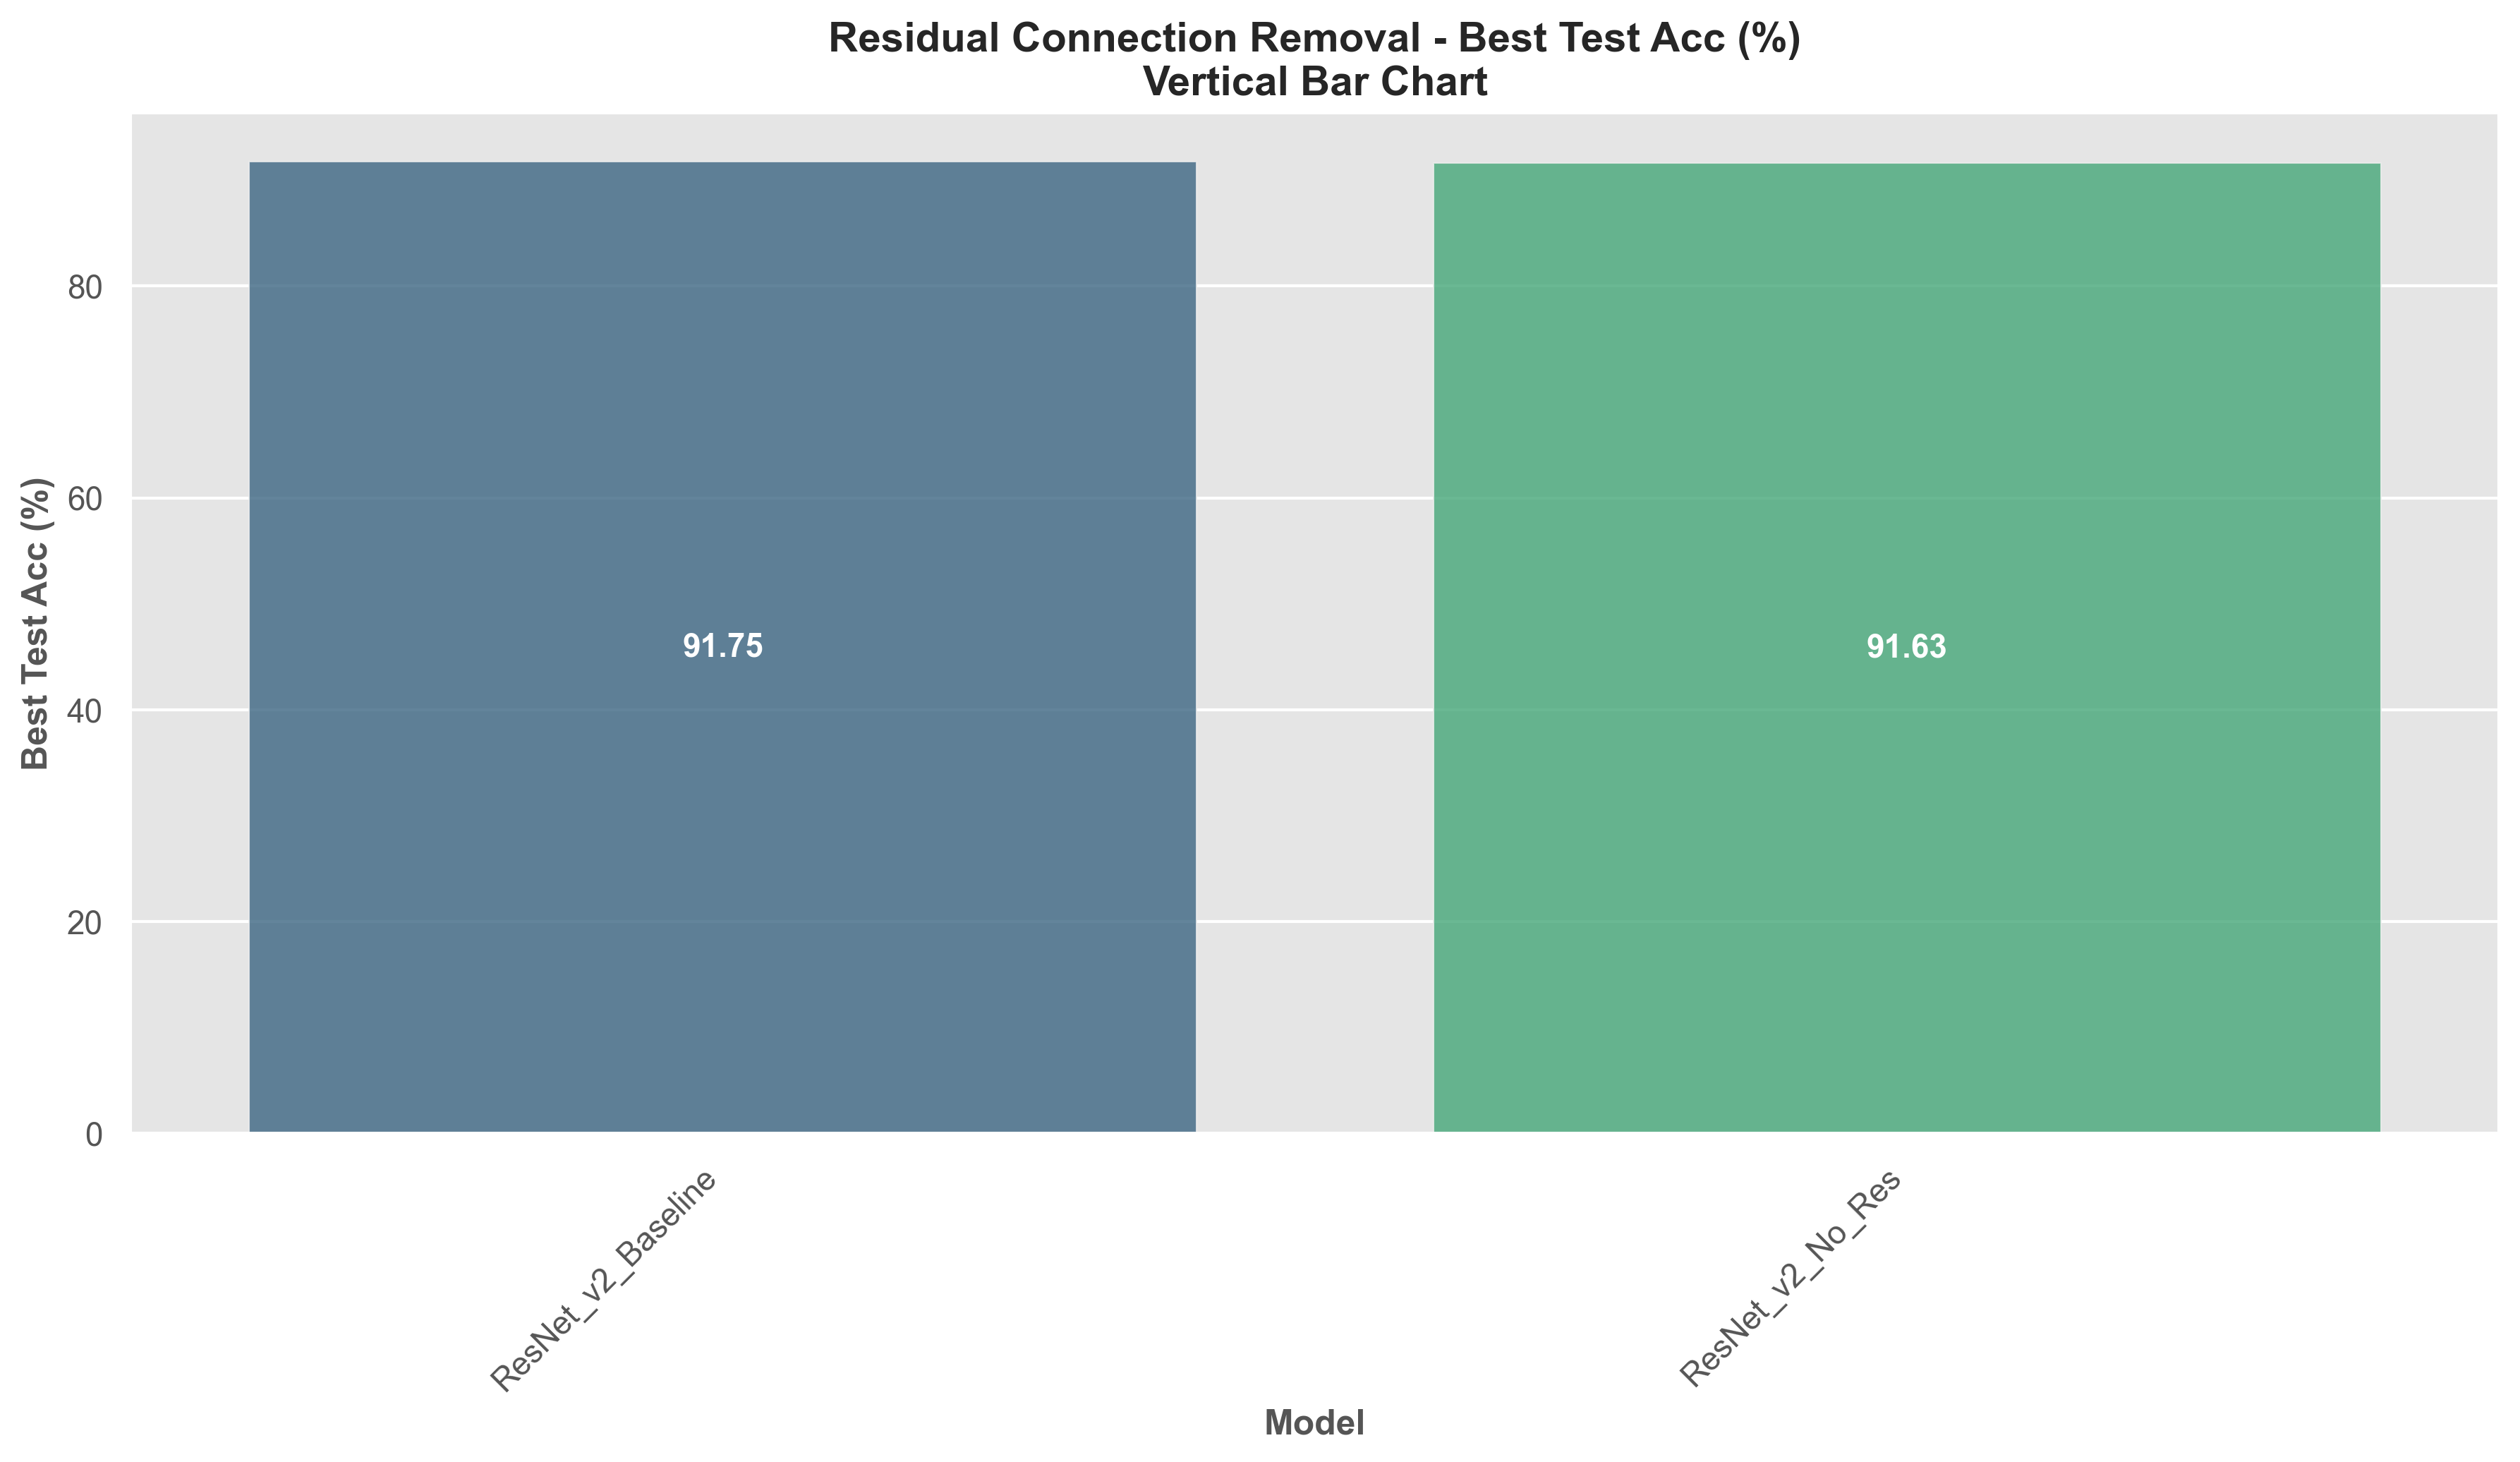 Residual Connection Removal - Best Test Acc (%)
Vertical Bar Chart
Best Test Acc (%)
80
60
40
20
0
91.75
91.63
ResNet_v2_Baseline
ResNet_v2_No_Res
Model